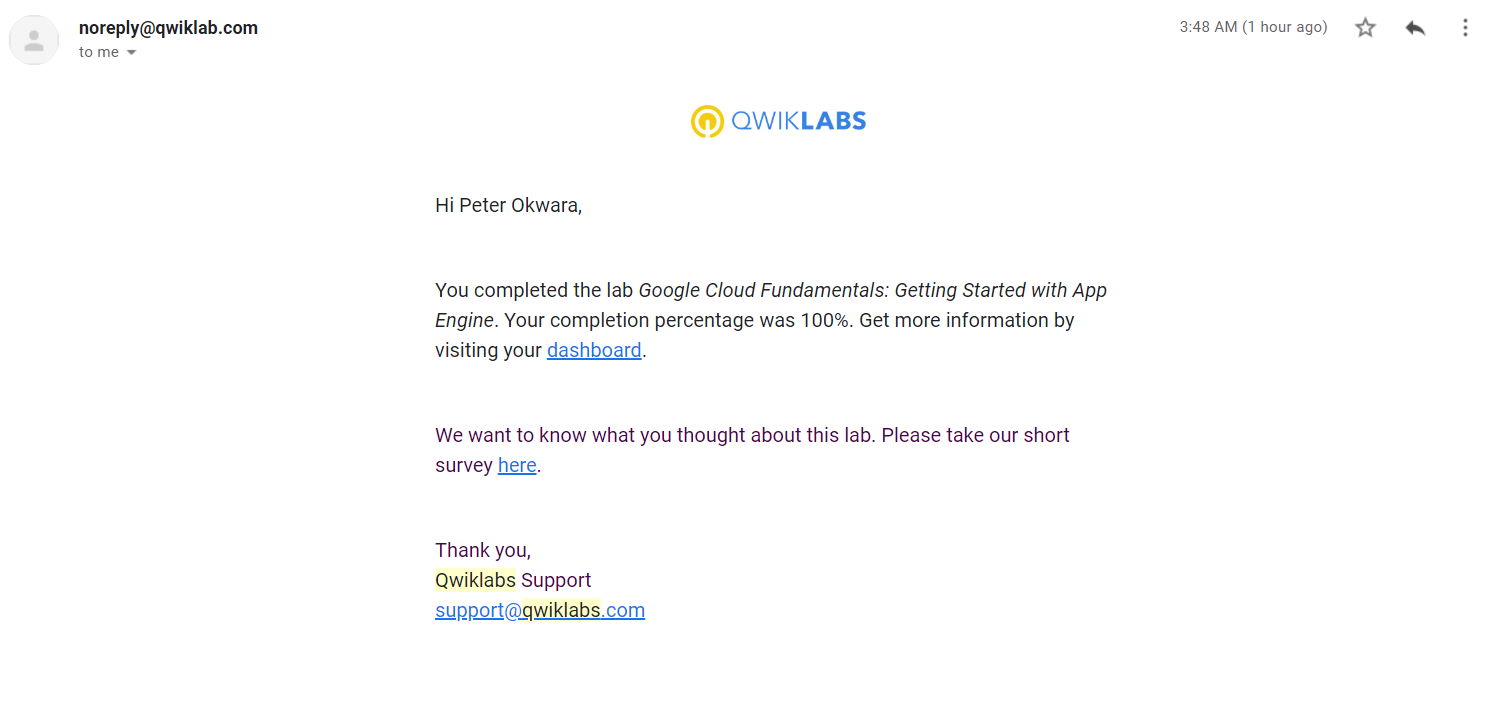 noreply@qwiklab.com
3:48 AM (1 hour ago)
to me
QWIKLABS
Hi Peter Okwara,
You completed the lab Google Cloud Fundamentals: Getting Started with App
Engine. Your completion percentage was 100%. Get more information by
visiting your dashboard.
We want to know what you thought about this lab. Please take our short
survey here.
Thank you,
Qwiklabs Support
support@qwiklabs.com